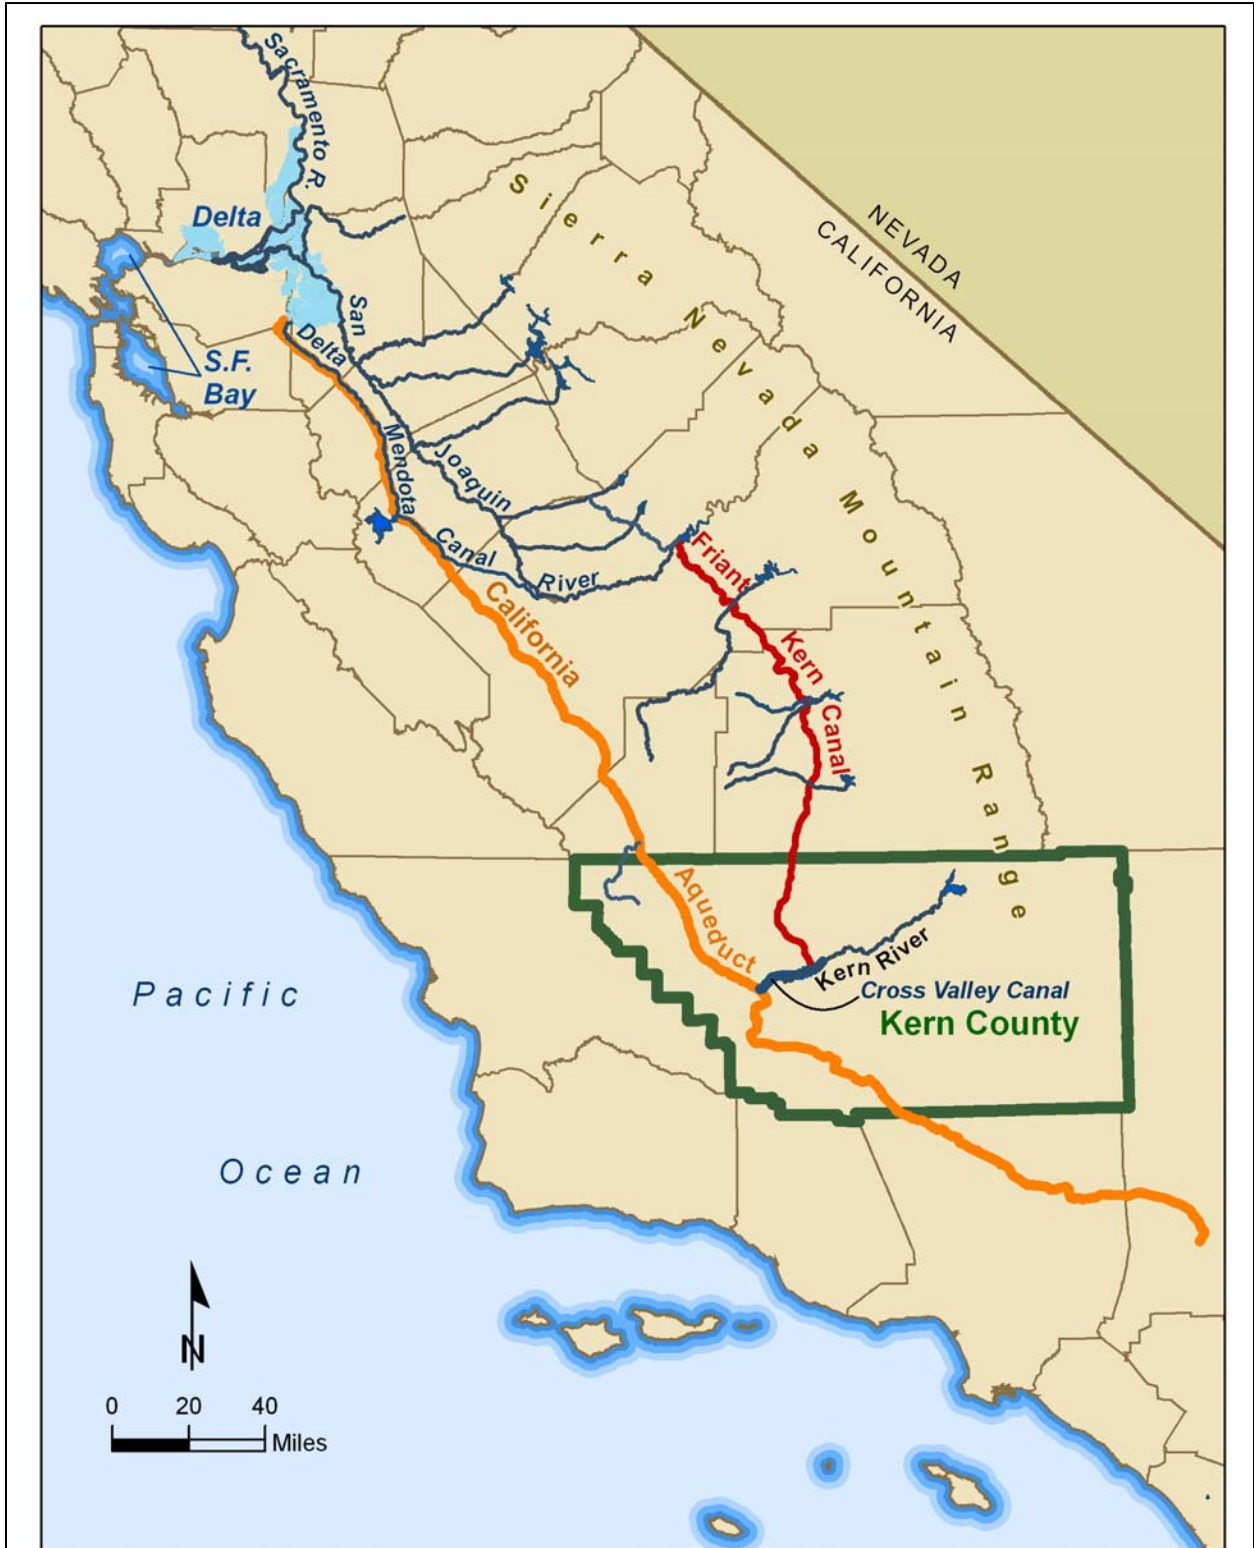 Sacramento R.
Delta
Sierra Nevada Mountain Range
NEVADA
CALIFORNIA
San Joaquin River
S.F.
Bay
Delta Mendota Canal
Friant Kern Canal
California Aqueduct
Kern River
Cross Valley Canal
Kern County
Pacific
Ocean
N
0 20 40
Miles